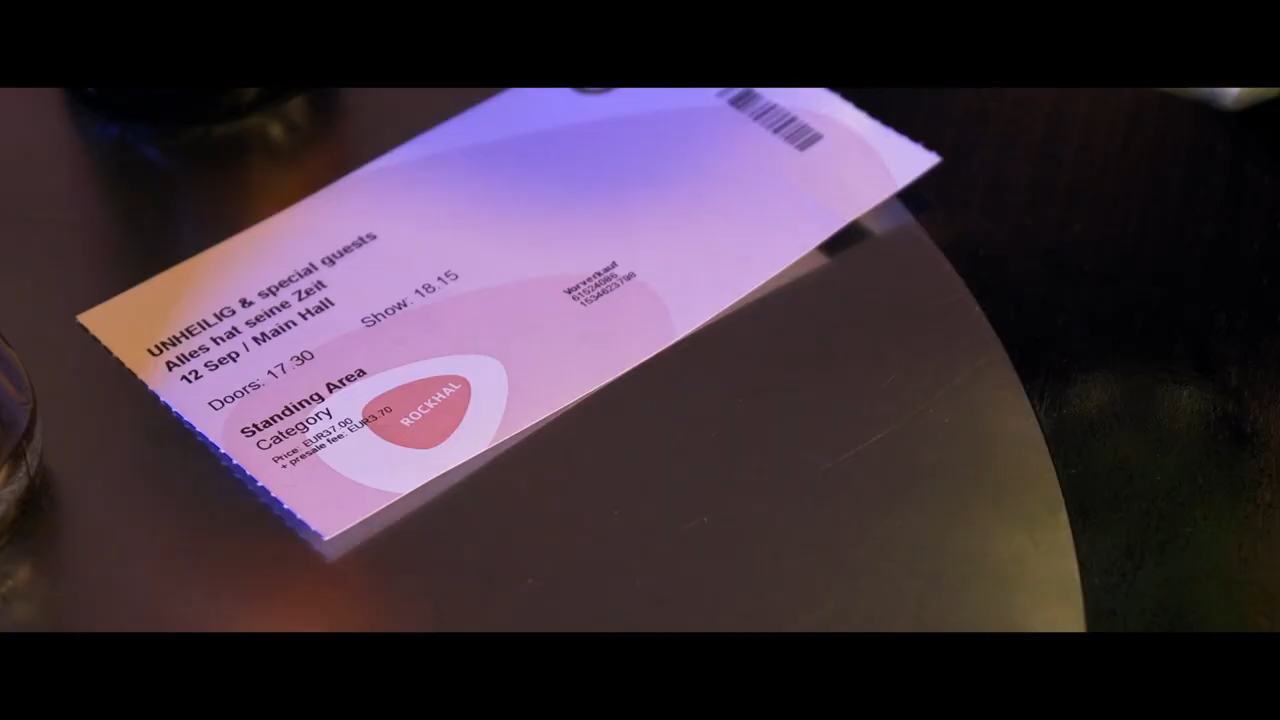 UNHEILIG & special guests
Alles hat seine Zeit
12 Sep / Main Hall
Doors: 17.30
Show: 18.15
Standing Area
Category
Price: EUR37.00
+ presale fee: EUR3.70
ROCKHAL
Vorverkauf
61524086